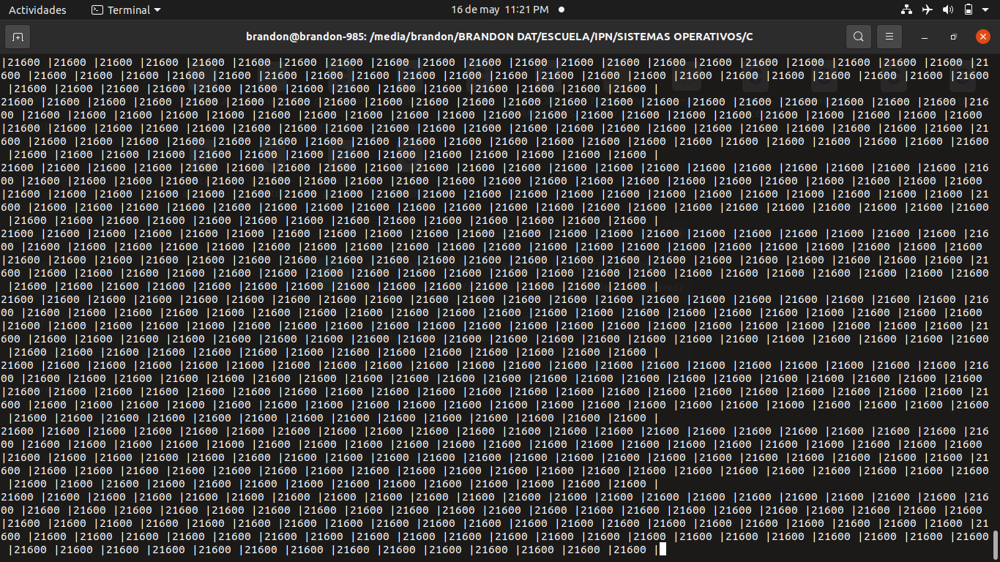 Actividades
Terminal
16 de may 11:21 PM
brandon@brandon-985: /media/brandon/BRANDON DAT/ESCUELA/IPN/SISTEMAS OPERATIVOS/C
|21600 |21600 |21600 |21600 |21600 |21600 |21600 |21600 |21600 |21600 |21600 |21600 |21600 |21600 |21600 |21600 |21600 |21600 |21600 |21600 |21600 |21
600 |21600 |21600 |21600 |21600 |21600 |21600 |21600 |21600 |21600 |21600 |21600 |21600 |21600 |21600 |21600 |21600 |21600 |21600 |21600 |21600 |21600
 |21600 |21600 |21600 |21600 |21600 |21600 |21600 |21600 |21600 |21600 |21600 |21600 |21600 |21600 |
21600 |21600 |21600 |21600 |21600 |21600 |21600 |21600 |21600 |21600 |21600 |21600 |21600 |21600 |21600 |21600 |21600 |21600 |21600 |21600 |21600 |216
00 |21600 |21600 |21600 |21600 |21600 |21600 |21600 |21600 |21600 |21600 |21600 |21600 |21600 |21600 |21600 |21600 |21600 |21600 |21600 |21600 |21600
|21600 |21600 |21600 |21600 |21600 |21600 |21600 |21600 |21600 |21600 |21600 |21600 |21600 |21600 |21600 |21600 |21600 |21600 |21600 |21600 |21600 |21
600 |21600 |21600 |21600 |21600 |21600 |21600 |21600 |21600 |21600 |21600 |21600 |21600 |21600 |21600 |21600 |21600 |21600 |21600 |21600 |21600 |21600
 |21600 |21600 |21600 |21600 |21600 |21600 |21600 |21600 |21600 |21600 |21600 |21600 |21600 |21600 |
21600 |21600 |21600 |21600 |21600 |21600 |21600 |21600 |21600 |21600 |21600 |21600 |21600 |21600 |21600 |21600 |21600 |21600 |21600 |21600 |21600 |216
00 |21600 |21600 |21600 |21600 |21600 |21600 |21600 |21600 |21600 |21600 |21600 |21600 |21600 |21600 |21600 |21600 |21600 |21600 |21600 |21600 |21600
|21600 |21600 |21600 |21600 |21600 |21600 |21600 |21600 |21600 |21600 |21600 |21600 |21600 |21600 |21600 |21600 |21600 |21600 |21600 |21600 |21600 |21
600 |21600 |21600 |21600 |21600 |21600 |21600 |21600 |21600 |21600 |21600 |21600 |21600 |21600 |21600 |21600 |21600 |21600 |21600 |21600 |21600 |21600
 |21600 |21600 |21600 |21600 |21600 |21600 |21600 |21600 |21600 |21600 |21600 |21600 |21600 |21600 |
21600 |21600 |21600 |21600 |21600 |21600 |21600 |21600 |21600 |21600 |21600 |21600 |21600 |21600 |21600 |21600 |21600 |21600 |21600 |21600 |21600 |216
00 |21600 |21600 |21600 |21600 |21600 |21600 |21600 |21600 |21600 |21600 |21600 |21600 |21600 |21600 |21600 |21600 |21600 |21600 |21600 |21600 |21600
|21600 |21600 |21600 |21600 |21600 |21600 |21600 |21600 |21600 |21600 |21600 |21600 |21600 |21600 |21600 |21600 |21600 |21600 |21600 |21600 |21600 |21
600 |21600 |21600 |21600 |21600 |21600 |21600 |21600 |21600 |21600 |21600 |21600 |21600 |21600 |21600 |21600 |21600 |21600 |21600 |21600 |21600 |21600
 |21600 |21600 |21600 |21600 |21600 |21600 |21600 |21600 |21600 |21600 |21600 |21600 |21600 |21600 |
21600 |21600 |21600 |21600 |21600 |21600 |21600 |21600 |21600 |21600 |21600 |21600 |21600 |21600 |21600 |21600 |21600 |21600 |21600 |21600 |21600 |216
00 |21600 |21600 |21600 |21600 |21600 |21600 |21600 |21600 |21600 |21600 |21600 |21600 |21600 |21600 |21600 |21600 |21600 |21600 |21600 |21600 |21600
|21600 |21600 |21600 |21600 |21600 |21600 |21600 |21600 |21600 |21600 |21600 |21600 |21600 |21600 |21600 |21600 |21600 |21600 |21600 |21600 |21600 |21
600 |21600 |21600 |21600 |21600 |21600 |21600 |21600 |21600 |21600 |21600 |21600 |21600 |21600 |21600 |21600 |21600 |21600 |21600 |21600 |21600 |21600
 |21600 |21600 |21600 |21600 |21600 |21600 |21600 |21600 |21600 |21600 |21600 |21600 |21600 |21600 |
21600 |21600 |21600 |21600 |21600 |21600 |21600 |21600 |21600 |21600 |21600 |21600 |21600 |21600 |21600 |21600 |21600 |21600 |21600 |21600 |21600 |216
00 |21600 |21600 |21600 |21600 |21600 |21600 |21600 |21600 |21600 |21600 |21600 |21600 |21600 |21600 |21600 |21600 |21600 |21600 |21600 |21600 |21600
|21600 |21600 |21600 |21600 |21600 |21600 |21600 |21600 |21600 |21600 |21600 |21600 |21600 |21600 |21600 |21600 |21600 |21600 |21600 |21600 |21600 |21
600 |21600 |21600 |21600 |21600 |21600 |21600 |21600 |21600 |21600 |21600 |21600 |21600 |21600 |21600 |21600 |21600 |21600 |21600 |21600 |21600 |21600
 |21600 |21600 |21600 |21600 |21600 |21600 |21600 |21600 |21600 |21600 |21600 |21600 |21600 |21600 |
21600 |21600 |21600 |21600 |21600 |21600 |21600 |21600 |21600 |21600 |21600 |21600 |21600 |21600 |21600 |21600 |21600 |21600 |21600 |21600 |21600 |216
00 |21600 |21600 |21600 |21600 |21600 |21600 |21600 |21600 |21600 |21600 |21600 |21600 |21600 |21600 |21600 |21600 |21600 |21600 |21600 |21600 |21600
|21600 |21600 |21600 |21600 |21600 |21600 |21600 |21600 |21600 |21600 |21600 |21600 |21600 |21600 |21600 |21600 |21600 |21600 |21600 |21600 |21600 |21
600 |21600 |21600 |21600 |21600 |21600 |21600 |21600 |21600 |21600 |21600 |21600 |21600 |21600 |21600 |21600 |21600 |21600 |21600 |21600 |21600 |21600
 |21600 |21600 |21600 |21600 |21600 |21600 |21600 |21600 |21600 |21600 |21600 |21600 |21600 |21600 |
21600 |21600 |21600 |21600 |21600 |21600 |21600 |21600 |21600 |21600 |21600 |21600 |21600 |21600 |21600 |21600 |21600 |21600 |21600 |21600 |21600 |216
00 |21600 |21600 |21600 |21600 |21600 |21600 |21600 |21600 |21600 |21600 |21600 |21600 |21600 |21600 |21600 |21600 |21600 |21600 |21600 |21600 |21600
|21600 |21600 |21600 |21600 |21600 |21600 |21600 |21600 |21600 |21600 |21600 |21600 |21600 |21600 |21600 |21600 |21600 |21600 |21600 |21600 |21600 |21
600 |21600 |21600 |21600 |21600 |21600 |21600 |21600 |21600 |21600 |21600 |21600 |21600 |21600 |21600 |21600 |21600 |21600 |21600 |21600 |21600 |21600
 |21600 |21600 |21600 |21600 |21600 |21600 |21600 |21600 |21600 |21600 |21600 |21600 |21600 |21600 |